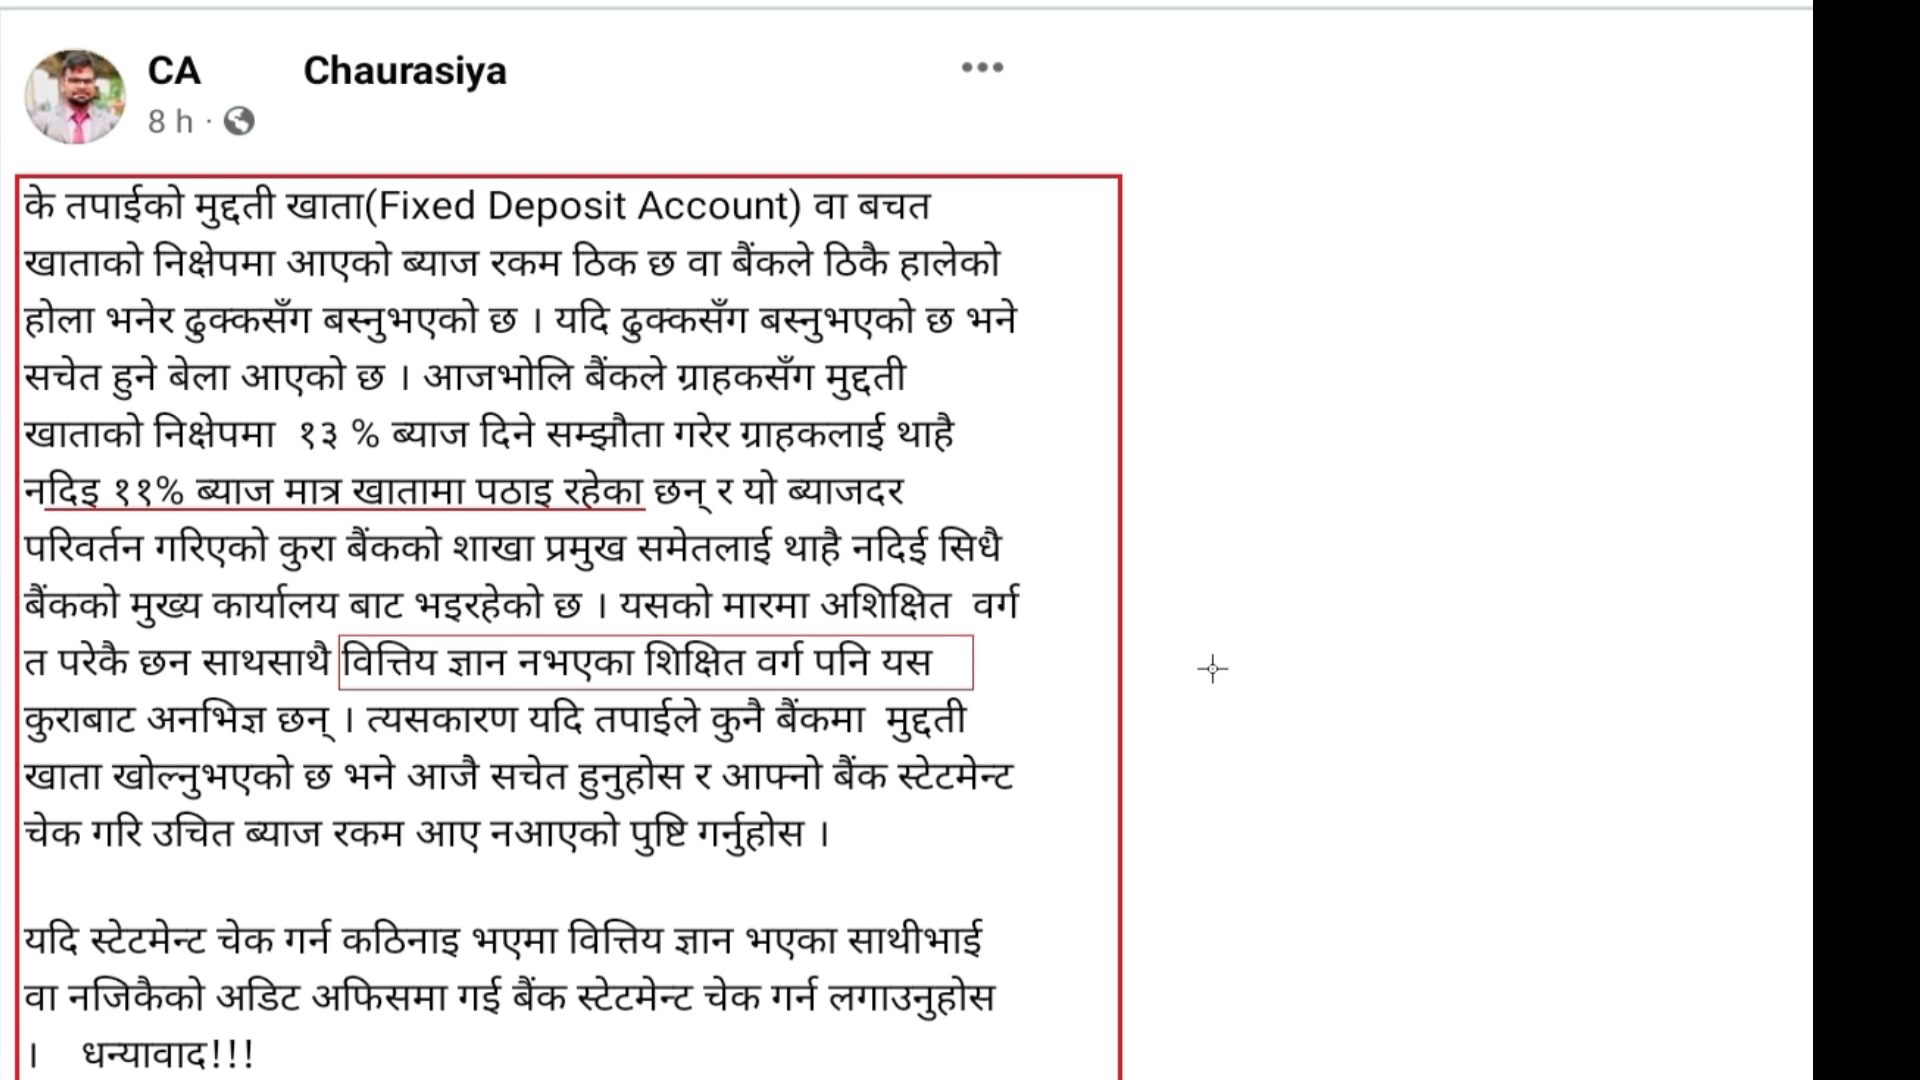 CA Chaurasiya
8 h ·
के तपाईको मुद्दती खाता(Fixed Deposit Account) वा बचत
खाताको निक्षेपमा आएको ब्याज रकम ठिक छ वा बैंकले ठिकै हालेको
होला भनेर ढुक्कसँग बस्नुभएको छ । यदि ढुक्कसँग बस्नुभएको छ भने
सचेत हुने बेला आएको छ । आजभोलि बैंकले ग्राहकसँग मुद्दती
खाताको निक्षेपमा १३ % ब्याज दिने सम्झौता गरेर ग्राहकलाई थाहै
नदिइ ११% ब्याज मात्र खातामा पठाइ रहेका छन् र यो ब्याजदर
परिवर्तन गरिएको कुरा बैंकको शाखा प्रमुख समेतलाई थाहै नदिई सिधै
बैंकको मुख्य कार्यालय बाट भइरहेको छ । यसको मारमा अशिक्षित वर्ग
त परेकै छन साथसाथै वित्तिय ज्ञान नभएका शिक्षित वर्ग पनि यस
कुराबाट अनभिज्ञ छन् । त्यसकारण यदि तपाईले कुनै बैंकमा मुद्दती
खाता खोल्नुभएको छ भने आजै सचेत हुनुहोस र आफ्नो बैंक स्टेटमेन्ट
चेक गरि उचित ब्याज रकम आए नआएको पुष्टि गर्नुहोस ।
यदि स्टेटमेन्ट चेक गर्न कठिनाइ भएमा वित्तिय ज्ञान भएका साथीभाई
वा नजिकैको अडिट अफिसमा गई बैंक स्टेटमेन्ट चेक गर्न लगाउनुहोस
। धन्यावाद!!!